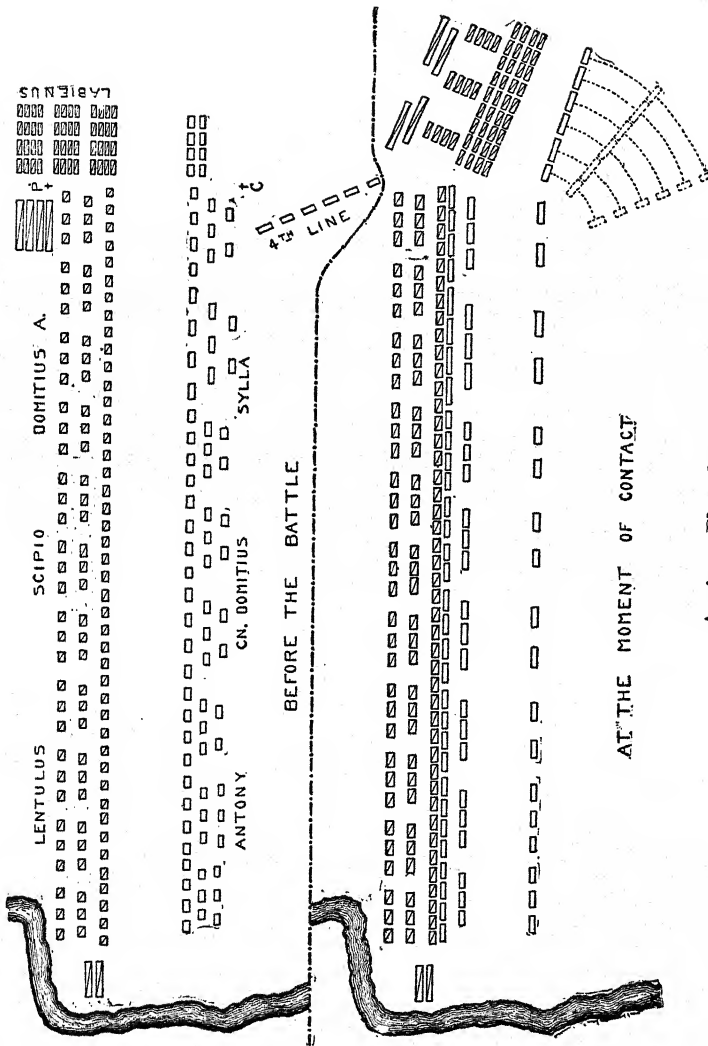 LENTULUS SCIPIO DOMITIUS A. P LABIENUS
ANTONY CN. DOMITIUS SYLLA C
4TH LINE
BEFORE THE BATTLE
AT THE MOMENT OF CONTACT